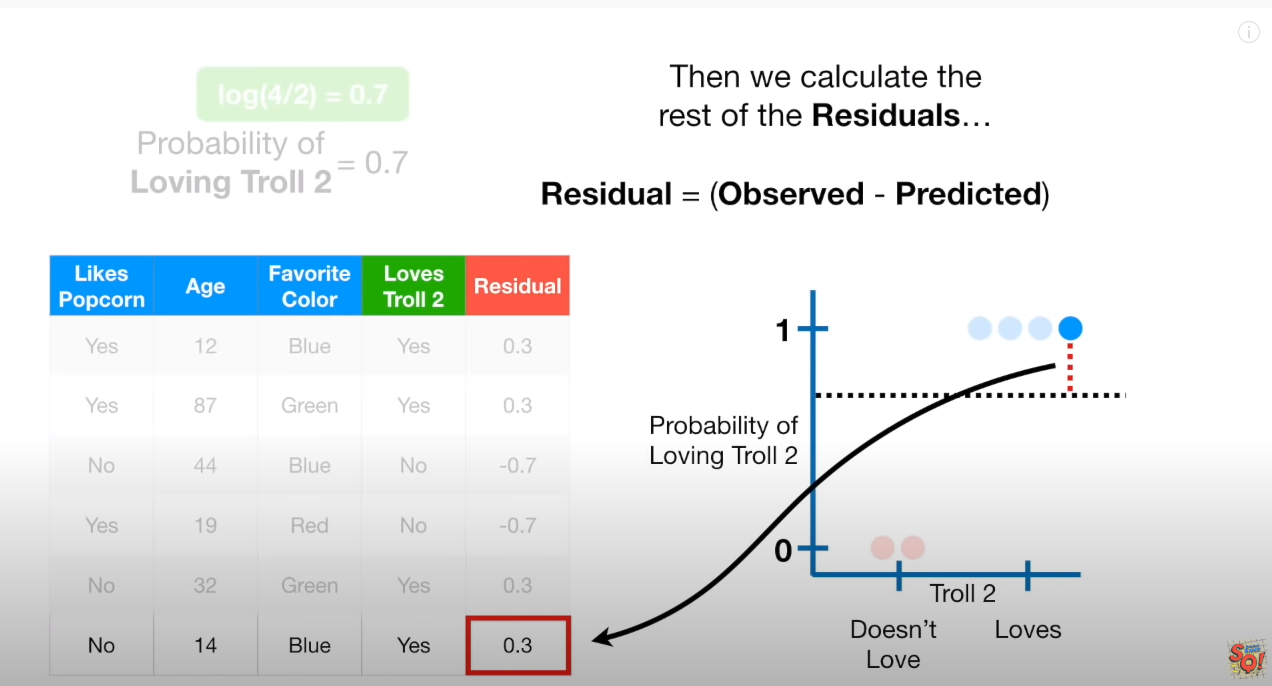 log(4/2) = 0.7
Probability of
Loving Troll 2
= 0.7
Then we calculate the
rest of the Residuals…
Residual = (Observed - Predicted)
Likes Popcorn Age Favorite Color Loves Troll 2 Residual
Yes 12 Blue Yes 0.3
Yes 87 Green Yes 0.3
No 44 Blue No -0.7
Yes 19 Red No -0.7
No 32 Green Yes 0.3
No 14 Blue Yes 0.3
1
Probability of
Loving Troll 2
0
Troll 2
Doesn't
Love
Loves
SQ!